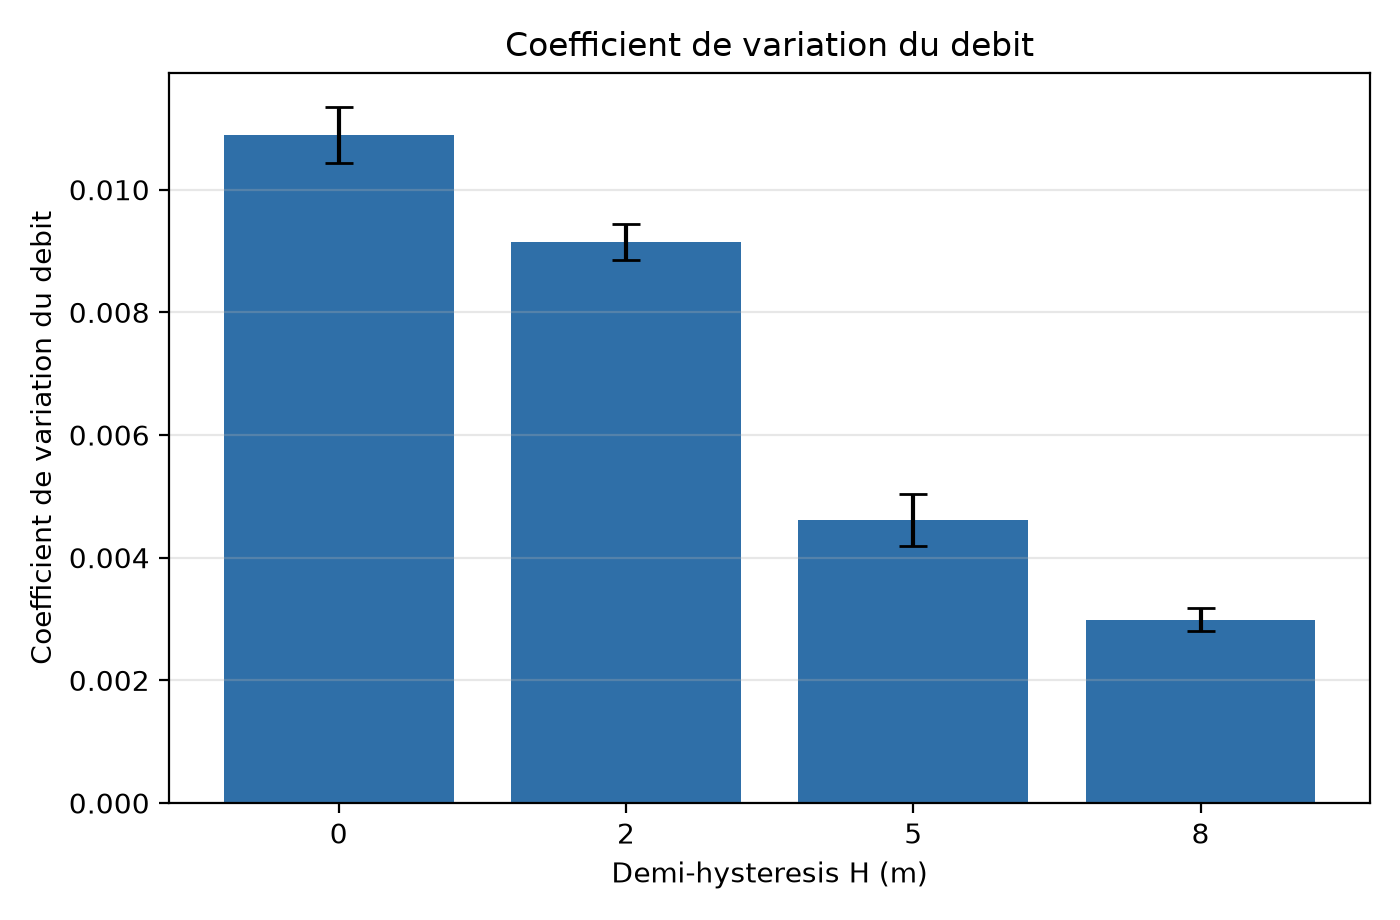 Coefficient de variation du debit
Coefficient de variation du debit
0.010
0.008
0.006
0.004
0.002
0.000
0 2 5 8
Demi-hysteresis H (m)